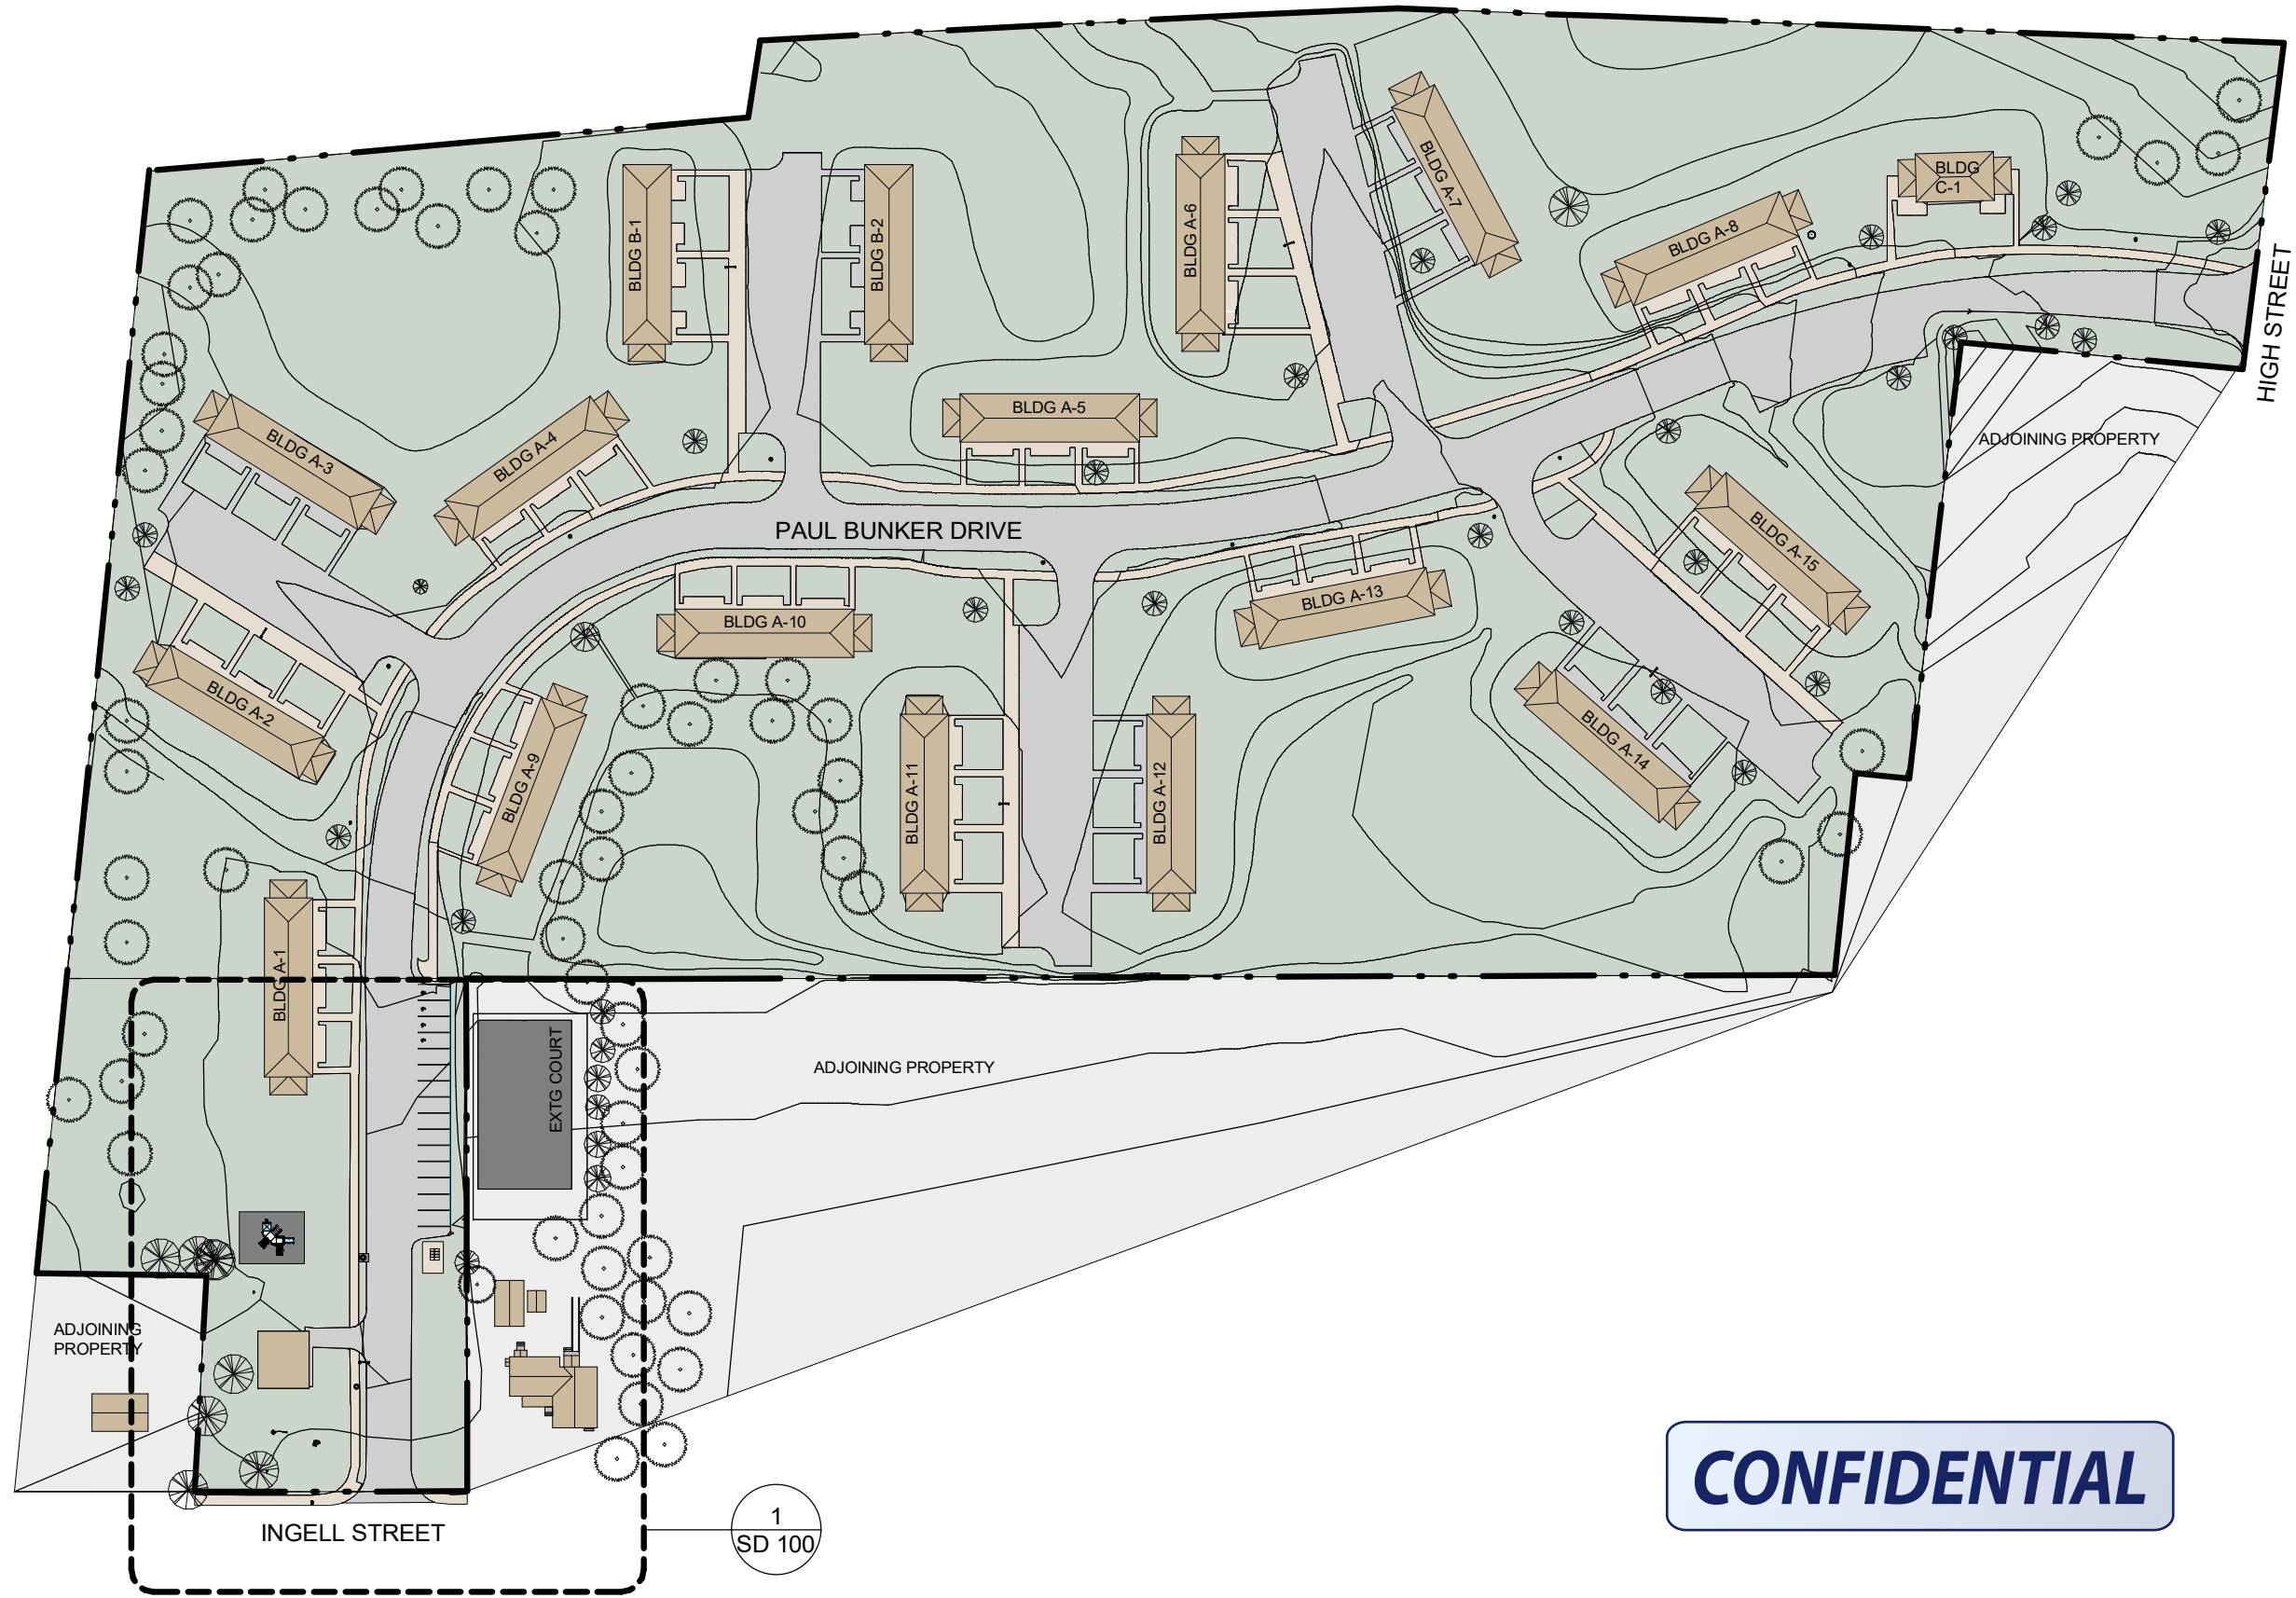 BLDG B-1
BLDG B-2
BLDG A-6
BLDG A-7
BLDG A-8
BLDG
C-1
HIGH STREET
BLDG A-3
BLDG A-4
BLDG A-5
ADJOINING PROPERTY
PAUL BUNKER DRIVE
BLDG A-15
BLDG A-13
BLDG A-10
BLDG A-2
BLDG A-9
BLDG A-11
BLDG A-12
BLDG A-14
BLDG A-1
EXTG COURT
ADJOINING PROPERTY
ADJOINING
PROPERTY
INGELL STREET
1
SD 100
CONFIDENTIAL